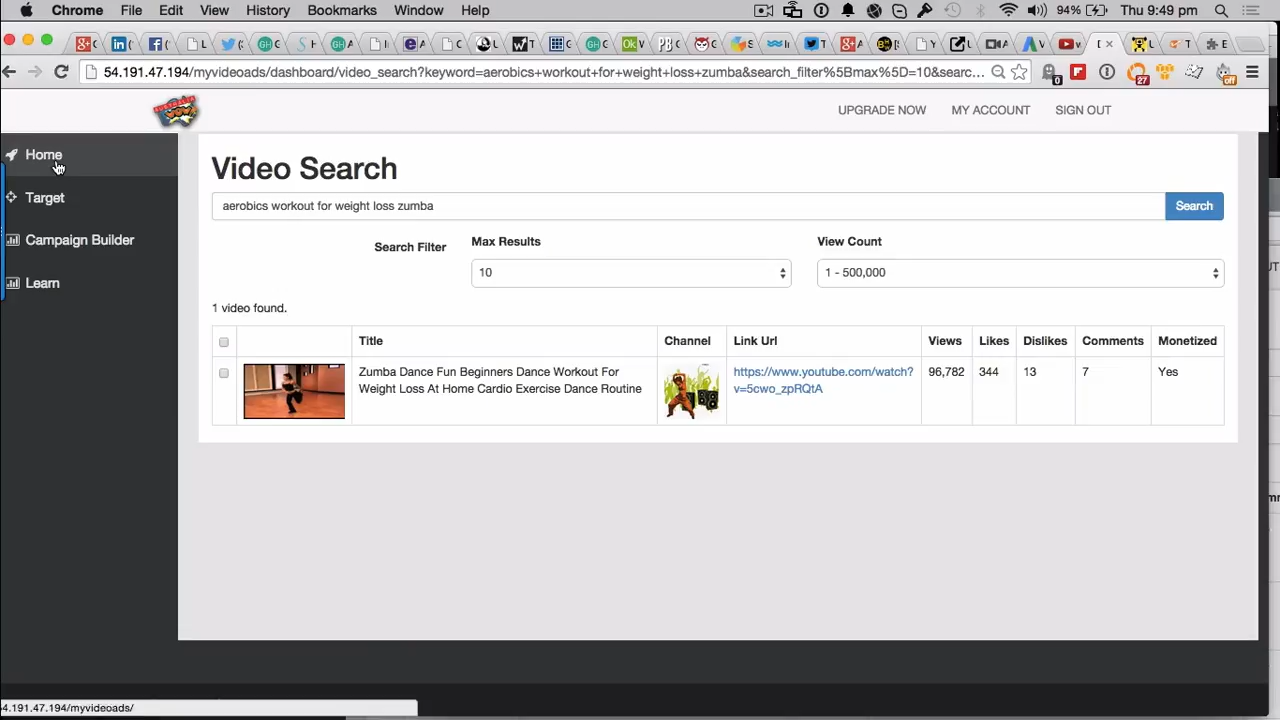 Chrome File Edit View History Bookmarks Window Help 94% Thu 9:49 pm
54.191.47.194/myvideoads/dashboard/video_search?keyword=aerobics+workout+for+weight+loss+zumba&search_filter%5Bmax%5D=10&searc...
0 27 off
UPGRADE NOW MY ACCOUNT SIGN OUT
Home
Target
Campaign Builder
Learn
Video Search
aerobics workout for weight loss zumba Search
Search Filter Max Results View Count
10 1 - 500,000
1 video found.
Title Channel Link Url Views Likes Dislikes Comments Monetized
Zumba Dance Fun Beginners Dance Workout For https://www.youtube.com/watch? 96,782 344 13 7 Yes
Weight Loss At Home Cardio Exercise Dance Routine v=5cwo_zpRQtA
4.191.47.194/myvideoads/